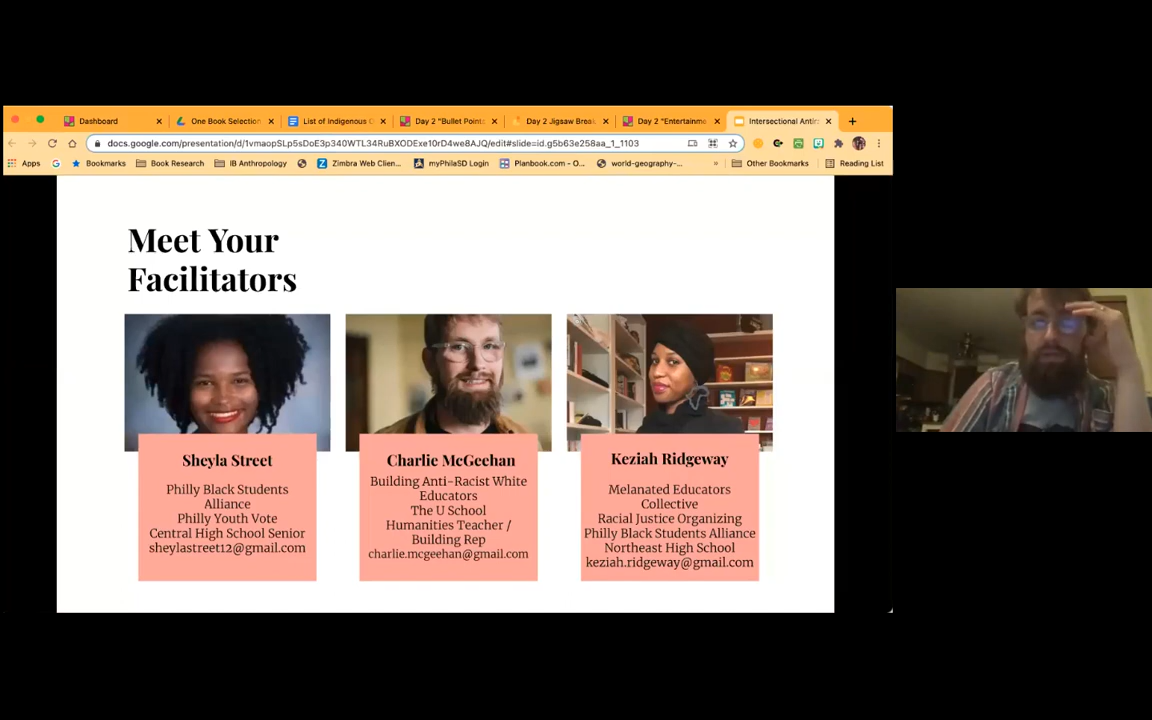 Dashboard
One Book Selection
List of Indigenous
Day 2 "Bullet Point
Day 2 Jigsaw Break
Day 2 "Entertainme
Intersectional Antir
docs.google.com/presentation/d/1vmaopSLp5sDoE3p340WTL34RuBXODExe10rD4we8AJQ/edit#slide=id.g5b63e258aa_1_1103
Apps
Bookmarks
Book Research
IB Anthropology
Zimbra Web Clien...
myPhilaSD Login
Planbook.com - O...
world-geography-...
»
Other Bookmarks
Reading List
Meet Your
Facilitators
Sheyla Street
Philly Black Students
Alliance
Philly Youth Vote
Central High School Senior
sheylastreet12@gmail.com
Charlie McGeehan
Building Anti-Racist White
Educators
The U School
Humanities Teacher /
Building Rep
charlie.mcgeehan@gmail.com
Keziah Ridgeway
Melanated Educators
Collective
Racial Justice Organizing
Philly Black Students Alliance
Northeast High School
keziah.ridgeway@gmail.com